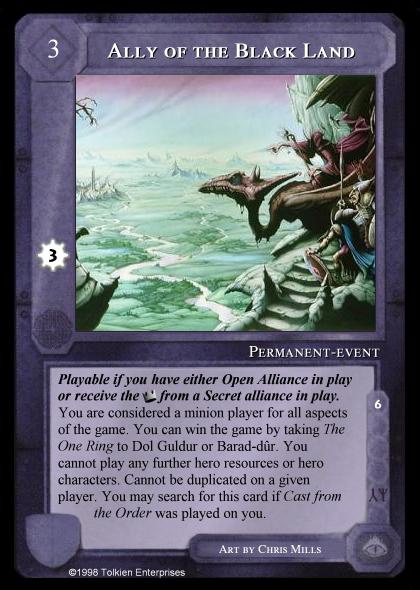 3
Ally of the Black Land
3
Permanent-event
Playable if you have either Open Alliance in play
or receive the from a Secret alliance in play.
You are considered a minion player for all aspects
of the game. You can win the game by taking The
One Ring to Dol Guldur or Barad-dûr. You
cannot play any further hero resources or hero
characters. Cannot be duplicated on a given
player. You may search for this card if Cast from
the Order was played on you.
6
Art by Chris Mills
©1998 Tolkien Enterprises